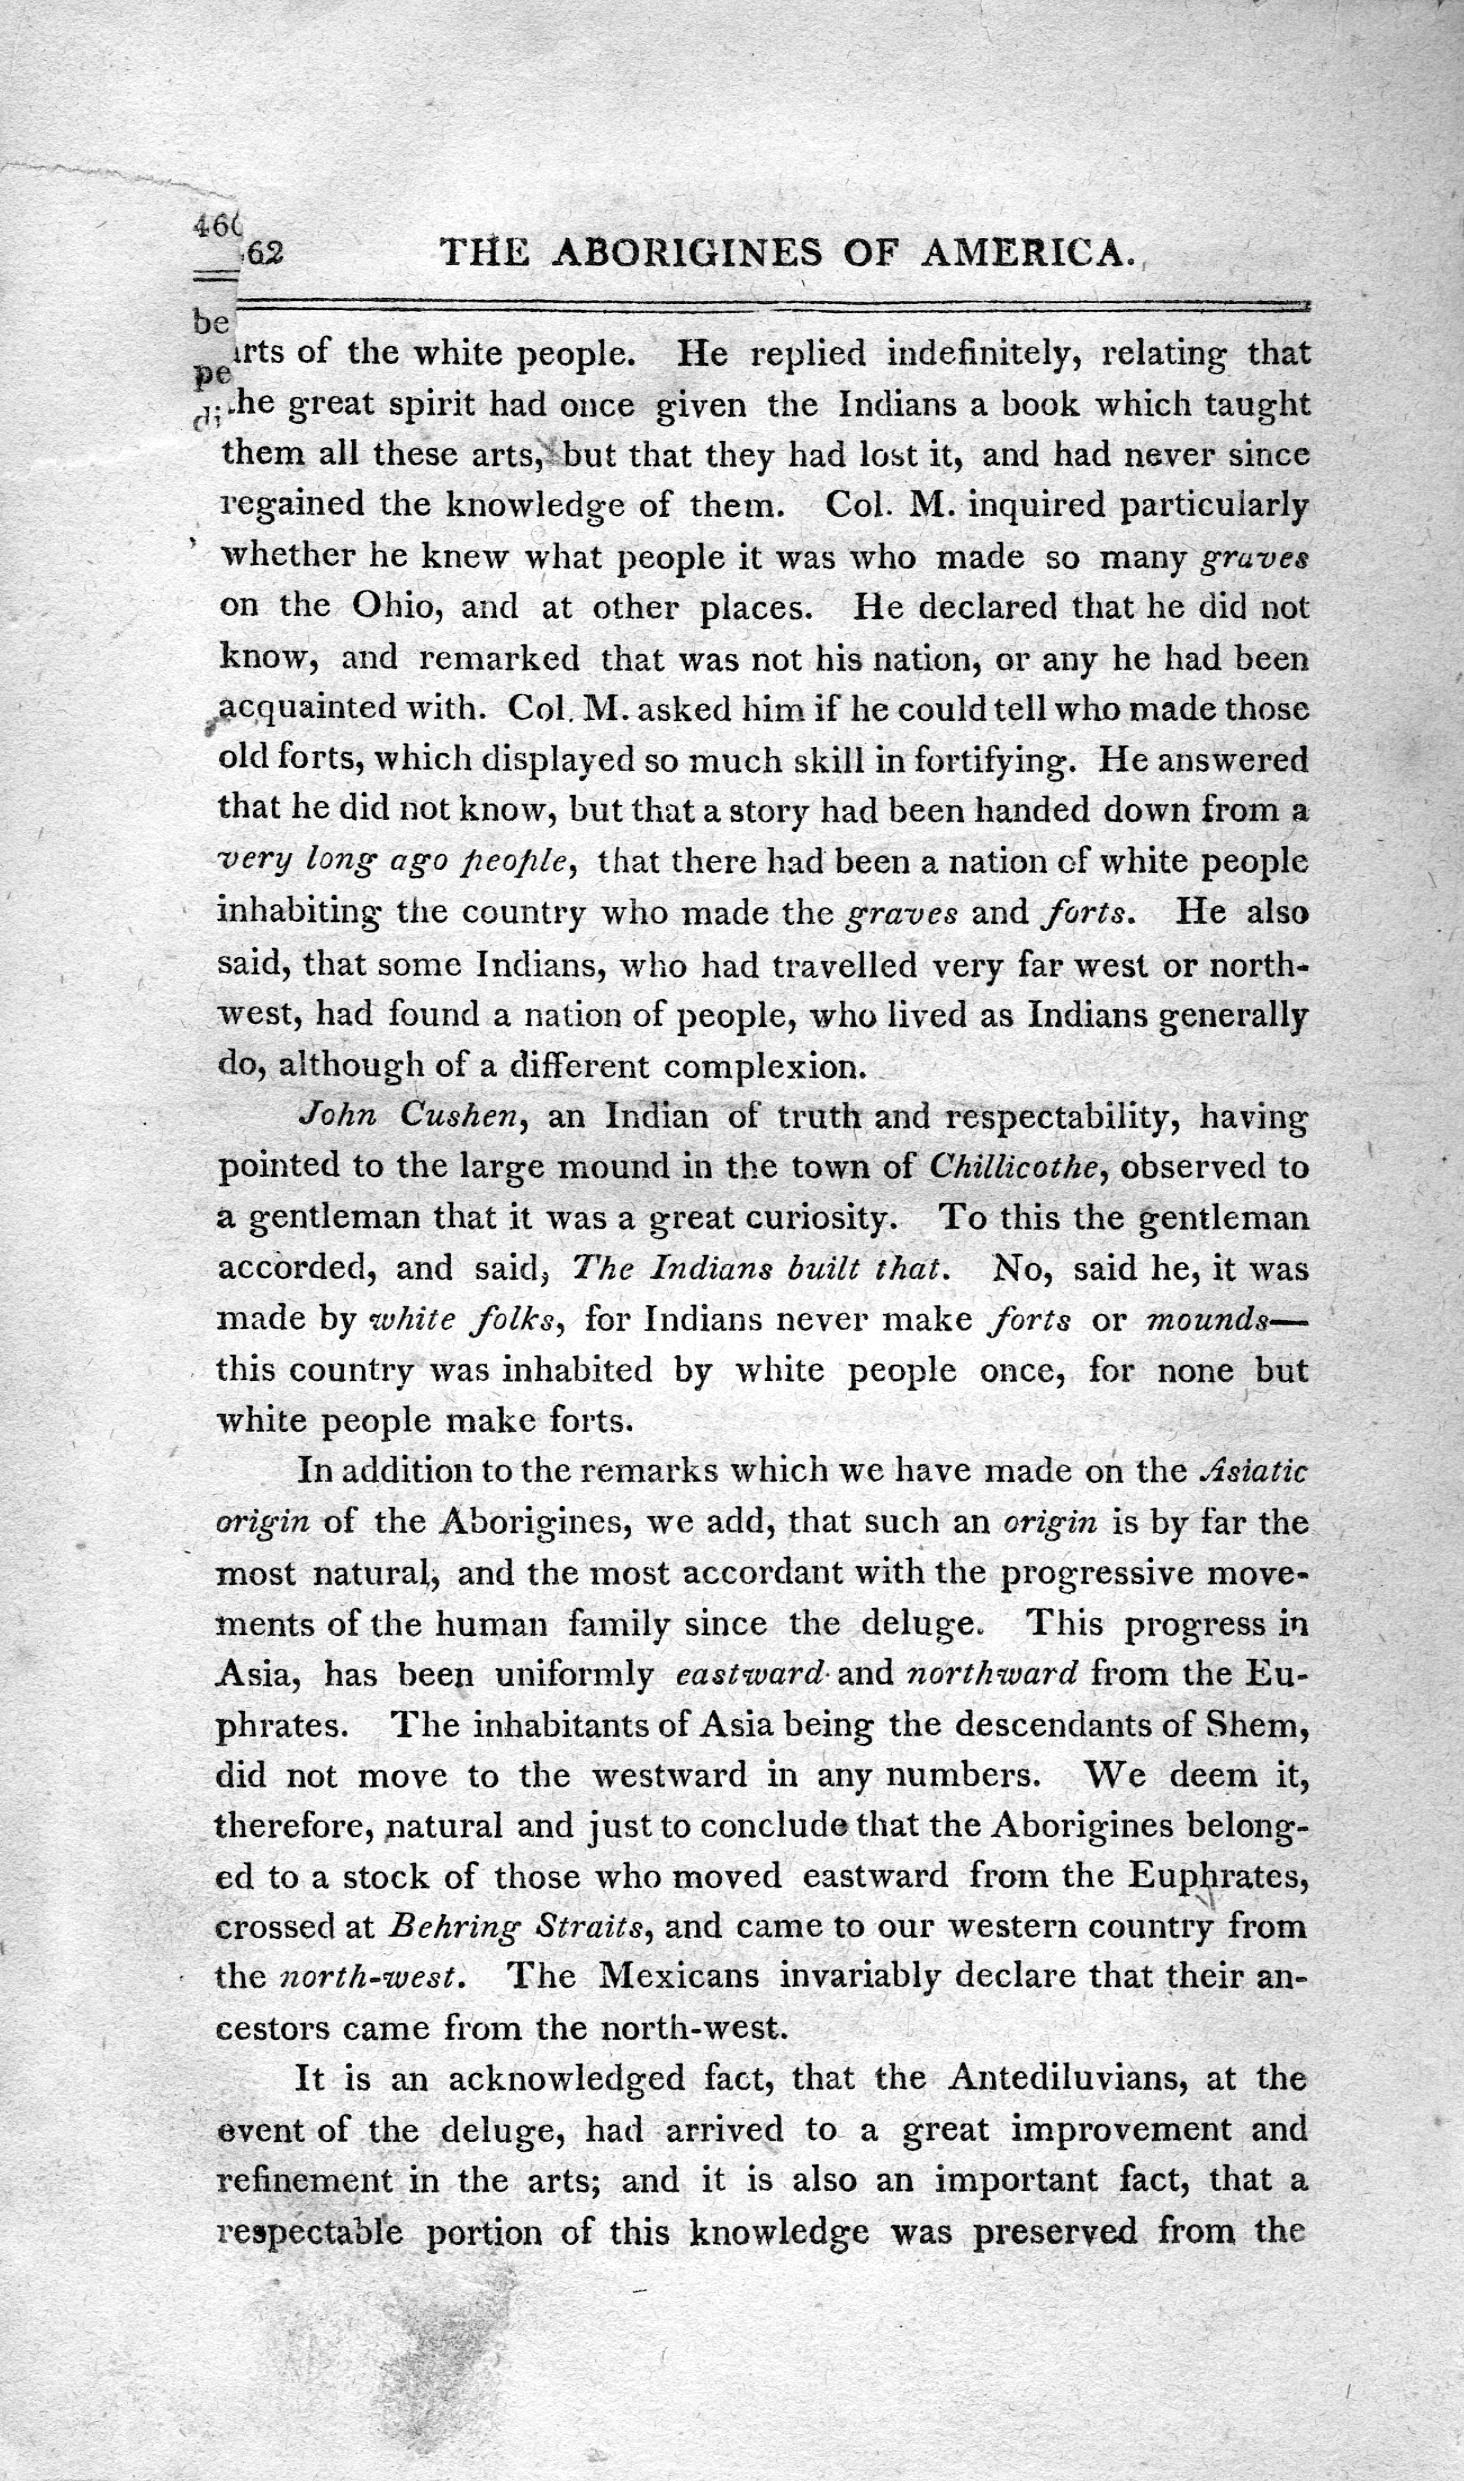 466
62 THE ABORIGINES OF AMERICA.
be
arts of the white people. He replied indefinitely, relating that
pe
the great spirit had once given the Indians a book which taught
di
them all these arts, but that they had lost it, and had never since
regained the knowledge of them. Col. M. inquired particularly
whether he knew what people it was who made so many graves
on the Ohio, and at other places. He declared that he did not
know, and remarked that was not his nation, or any he had been
acquainted with. Col. M. asked him if he could tell who made those
old forts, which displayed so much skill in fortifying. He answered
that he did not know, but that a story had been handed down from a
very long ago people, that there had been a nation of white people
inhabiting the country who made the graves and forts. He also
said, that some Indians, who had travelled very far west or north-
west, had found a nation of people, who lived as Indians generally
do, although of a different complexion.
John Cushen, an Indian of truth and respectability, having
pointed to the large mound in the town of Chillicothe, observed to
a gentleman that it was a great curiosity. To this the gentleman
accorded, and said, The Indians built that. No, said he, it was
made by white folks, for Indians never make forts or mounds—
this country was inhabited by white people once, for none but
white people make forts.
In addition to the remarks which we have made on the Asiatic
origin of the Aborigines, we add, that such an origin is by far the
most natural, and the most accordant with the progressive move-
ments of the human family since the deluge. This progress in
Asia, has been uniformly eastward and northward from the Eu-
phrates. The inhabitants of Asia being the descendants of Shem,
did not move to the westward in any numbers. We deem it,
therefore, natural and just to conclude that the Aborigines belong-
ed to a stock of those who moved eastward from the Euphrates,
crossed at Behring Straits, and came to our western country from
the north-west. The Mexicans invariably declare that their an-
cestors came from the north-west.
It is an acknowledged fact, that the Antediluvians, at the
event of the deluge, had arrived to a great improvement and
refinement in the arts; and it is also an important fact, that a
respectable portion of this knowledge was preserved from the